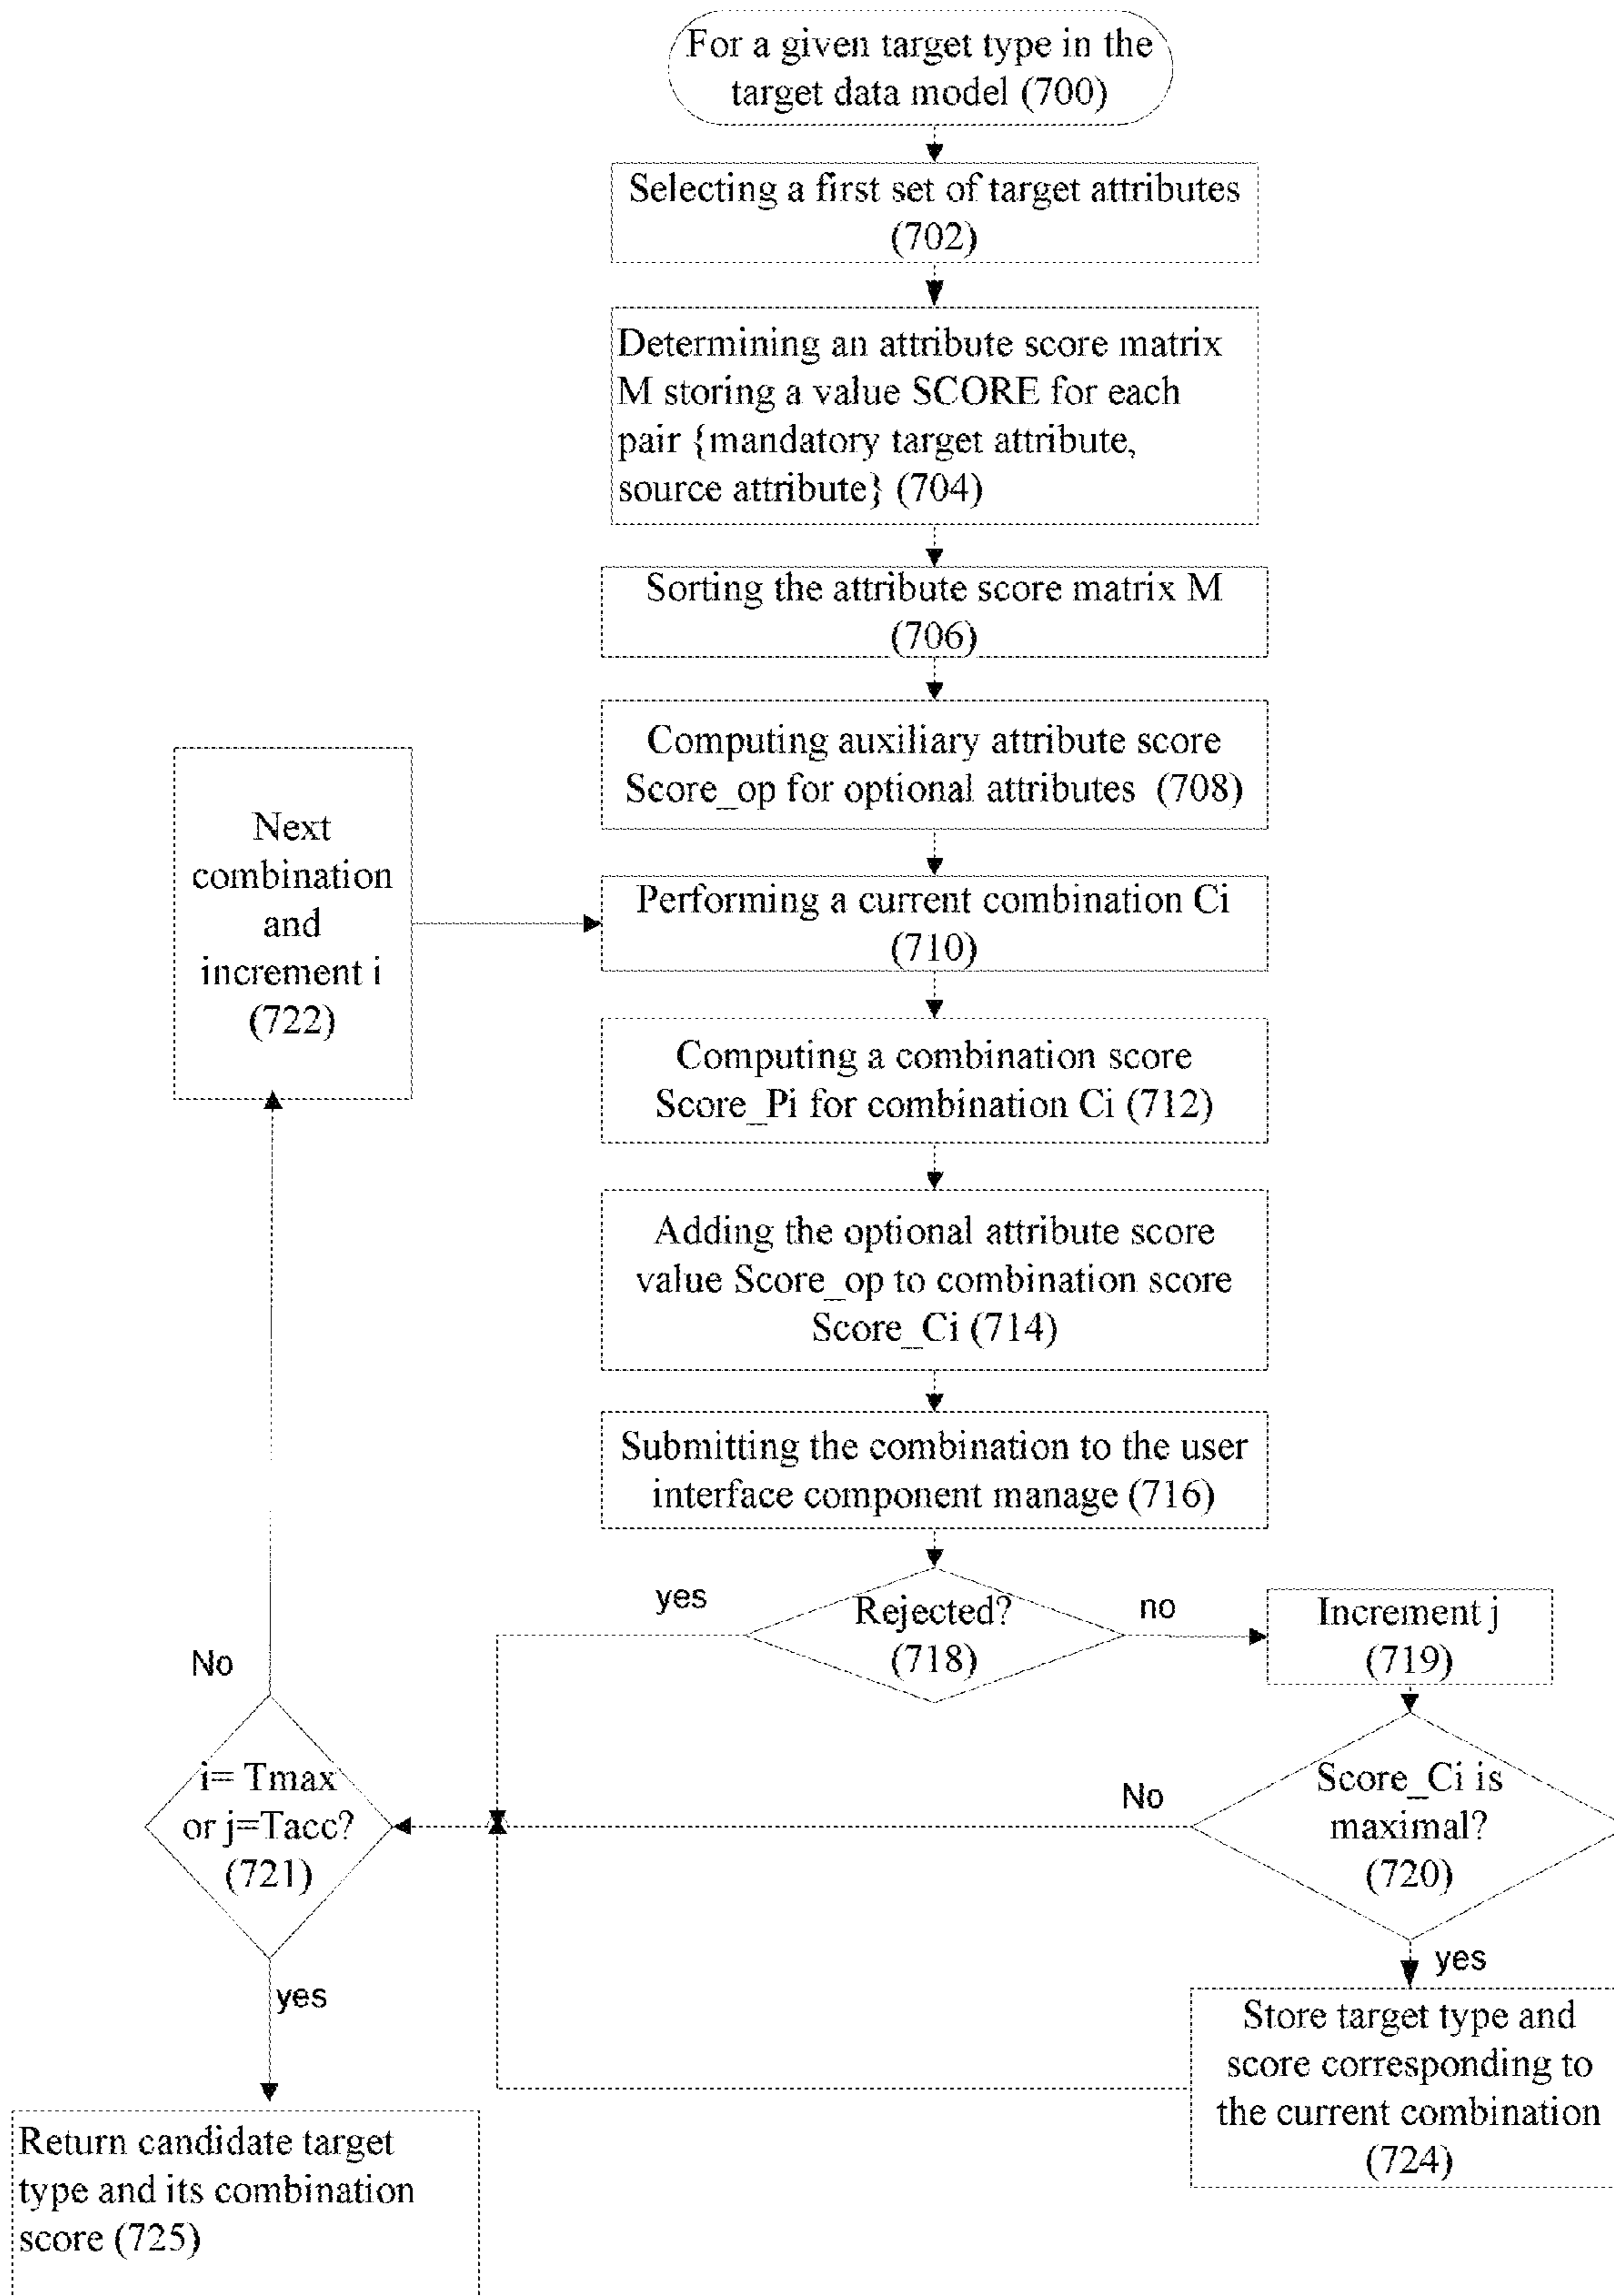 For a given target type in the
target data model (700)
Selecting a first set of target attributes
(702)
Determining an attribute score matrix
M storing a value SCORE for each
pair {mandatory target attribute,
source attribute} (704)
Sorting the attribute score matrix M
(706)
Computing auxiliary attribute score
Score_op for optional attributes (708)
Next
combination
and
increment i
(722)
Performing a current combination Ci
(710)
Computing a combination score
Score_Pi for combination Ci (712)
Adding the optional attribute score
value Score_op to combination score
Score_Ci (714)
Submitting the combination to the user
interface component manage (716)
yes
Rejected?
(718)
no
Increment j
(719)
No
i= Tmax
or j=Tacc?
(721)
No
Score_Ci is
maximal?
(720)
yes
yes
Store target type and
score corresponding to
the current combination
(724)
Return candidate target
type and its combination
score (725)